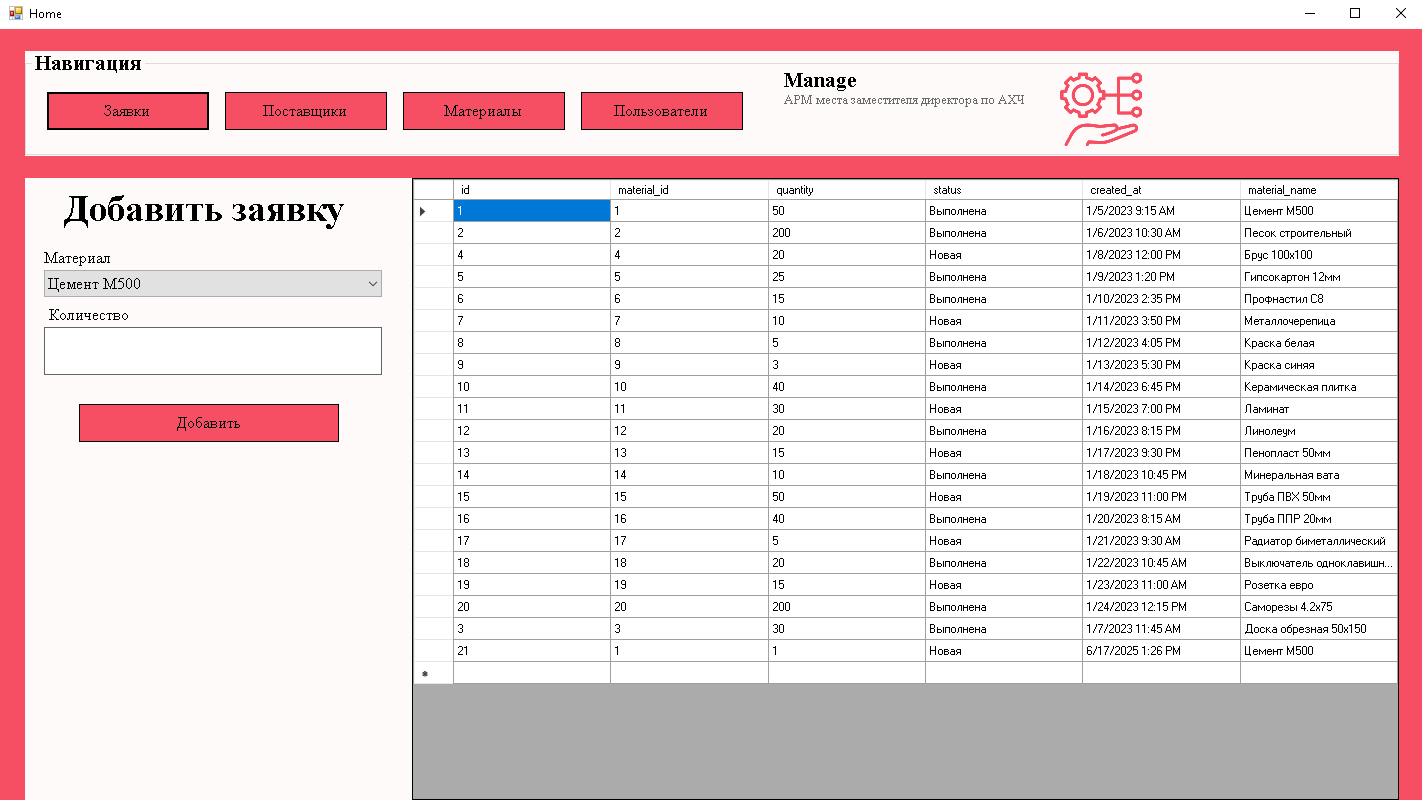 Home
Навигация
Заявки Поставщики Материалы Пользователи
Manage
АРМ места заместителя директора по АХЧ
Добавить заявку
Материал
Цемент М500
Количество
Добавить
id material_id quantity status created_at material_name
1 1 50 Выполнена 1/5/2023 9:15 AM Цемент М500
2 2 200 Выполнена 1/6/2023 10:30 AM Песок строительный
4 4 20 Новая 1/8/2023 12:00 PM Брус 100х100
5 5 25 Выполнена 1/9/2023 1:20 PM Гипсокартон 12мм
6 6 15 Выполнена 1/10/2023 2:35 PM Профнастил С8
7 7 10 Новая 1/11/2023 3:50 PM Металлочерепица
8 8 5 Выполнена 1/12/2023 4:05 PM Краска белая
9 9 3 Новая 1/13/2023 5:30 PM Краска синяя
10 10 40 Выполнена 1/14/2023 6:45 PM Керамическая плитка
11 11 30 Новая 1/15/2023 7:00 PM Ламинат
12 12 20 Выполнена 1/16/2023 8:15 PM Линолеум
13 13 15 Новая 1/17/2023 9:30 PM Пенопласт 50мм
14 14 10 Выполнена 1/18/2023 10:45 PM Минеральная вата
15 15 50 Новая 1/19/2023 11:00 PM Труба ПВХ 50мм
16 16 40 Выполнена 1/20/2023 8:15 AM Труба ППР 20мм
17 17 5 Новая 1/21/2023 9:30 AM Радиатор биметаллический
18 18 20 Выполнена 1/22/2023 10:45 AM Выключатель одноклавишн...
19 19 15 Новая 1/23/2023 11:00 AM Розетка евро
20 20 200 Выполнена 1/24/2023 12:15 PM Саморезы 4.2х75
3 3 30 Выполнена 1/7/2023 11:45 AM Доска обрезная 50х150
21 1 1 Новая 6/17/2025 1:26 PM Цемент М500